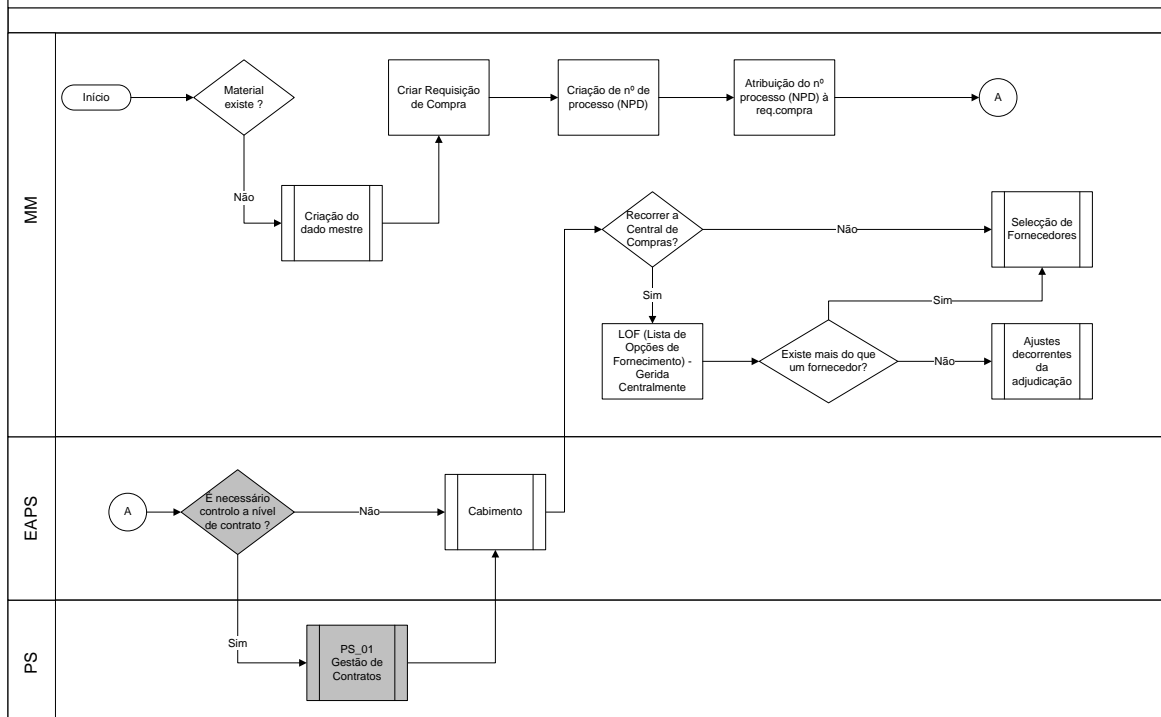 MM
Início
Material
existe ?
Não
Criação do
dado mestre
Criar Requisição
de Compra
Criação de nº de
processo (NPD)
Atribuição do nº
processo (NPD) à
req.compra
A
Recorrer a
Central de
Compras?
Não
Selecção de
Fornecedores
Sim
LOF (Lista de
Opções de
Fornecimento) -
Gerida
Centralmente
Existe mais do que
um fornecedor?
Sim
Não
Ajustes
decorrentes
da
adjudicação
EAPS
A
É necessário
controlo a nível
de contrato ?
Não
Cabimento
PS
Sim
PS_01
Gestão de
Contratos